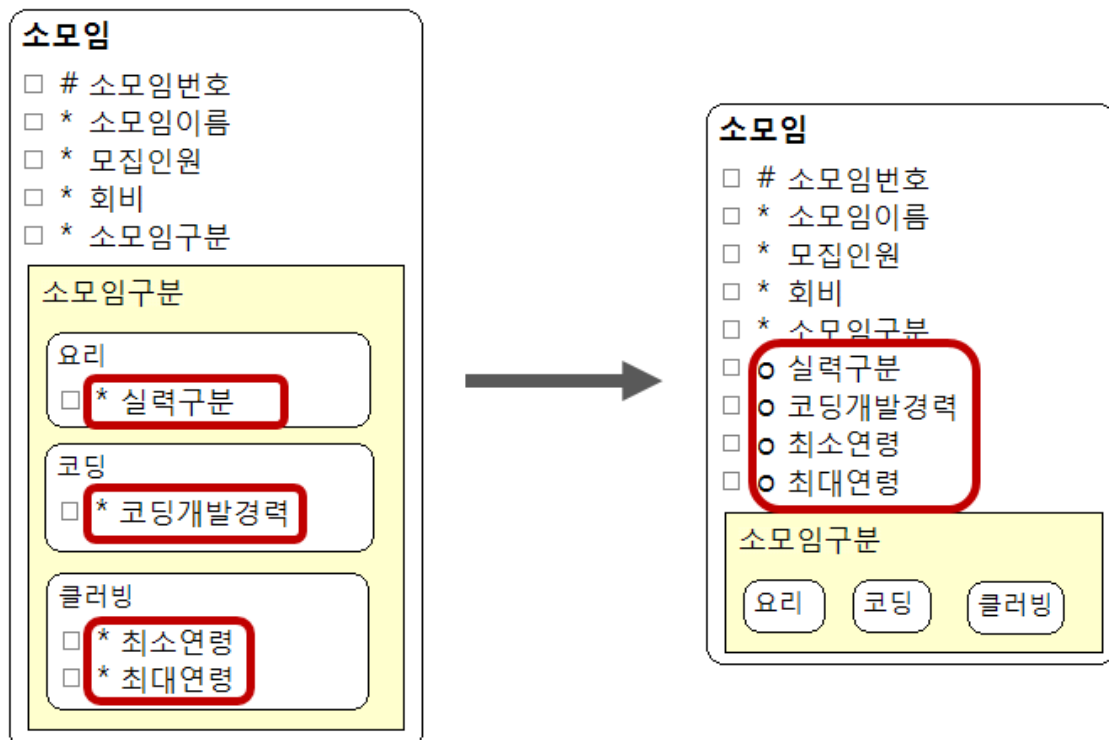 소모임
# 소모임번호
* 소모임이름
* 모집인원
* 회비
* 소모임구분
소모임구분
요리
* 실력구분
코딩
* 코딩개발경력
클러빙
* 최소연령
* 최대연령
소모임
# 소모임번호
* 소모임이름
* 모집인원
* 회비
* 소모임구분
o 실력구분
o 코딩개발경력
o 최소연령
o 최대연령
소모임구분
요리 코딩 클러빙